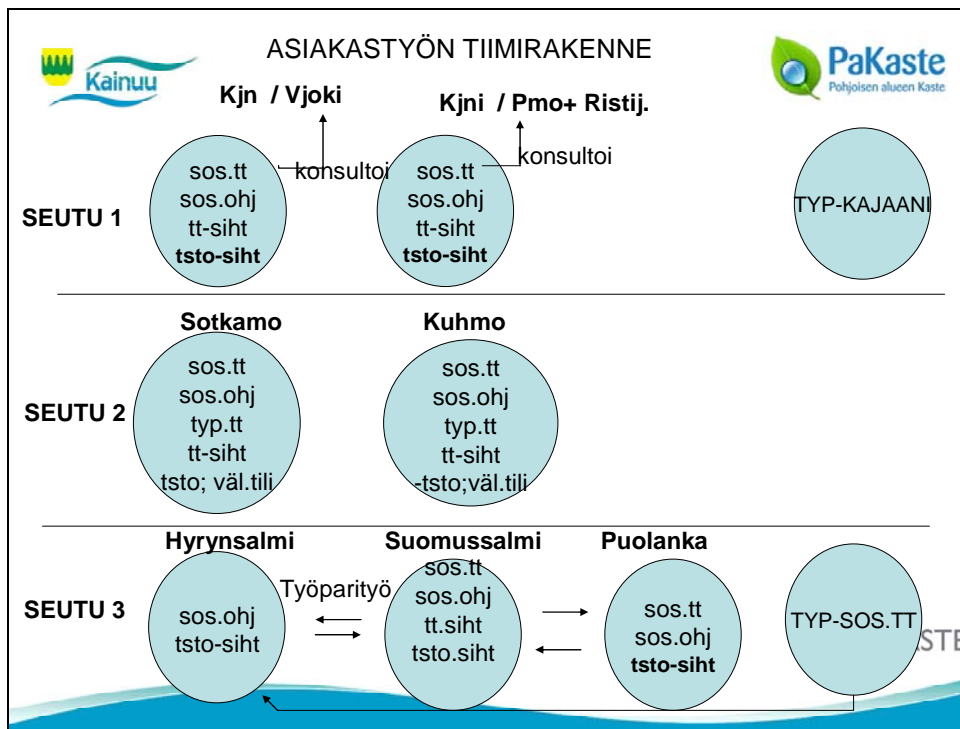 ASIAKASTYÖN TIIMIRAKENNE
Kainuu
PaKaste
Pohjoisen alueen Kaste
Kjn / Vjoki
Kjni / Pmo+ Ristij.
SEUTU 1
sos.tt
sos.ohj
tt-siht
tsto-siht
konsultoi
sos.tt
sos.ohj
tt-siht
tsto-siht
konsultoi
TYP-KAJAANI
Sotkamo
Kuhmo
SEUTU 2
sos.tt
sos.ohj
typ.tt
tt-siht
tsto; väl.tili
sos.tt
sos.ohj
typ.tt
tt-siht
-tsto;väl.tili
Hyrynsalmi
Suomussalmi
Puolanka
SEUTU 3
sos.ohj
tsto-siht
Työparityö
sos.tt
sos.ohj
tt.siht
tsto.siht
sos.tt
sos.ohj
tsto-siht
TYP-SOS.TT
STE